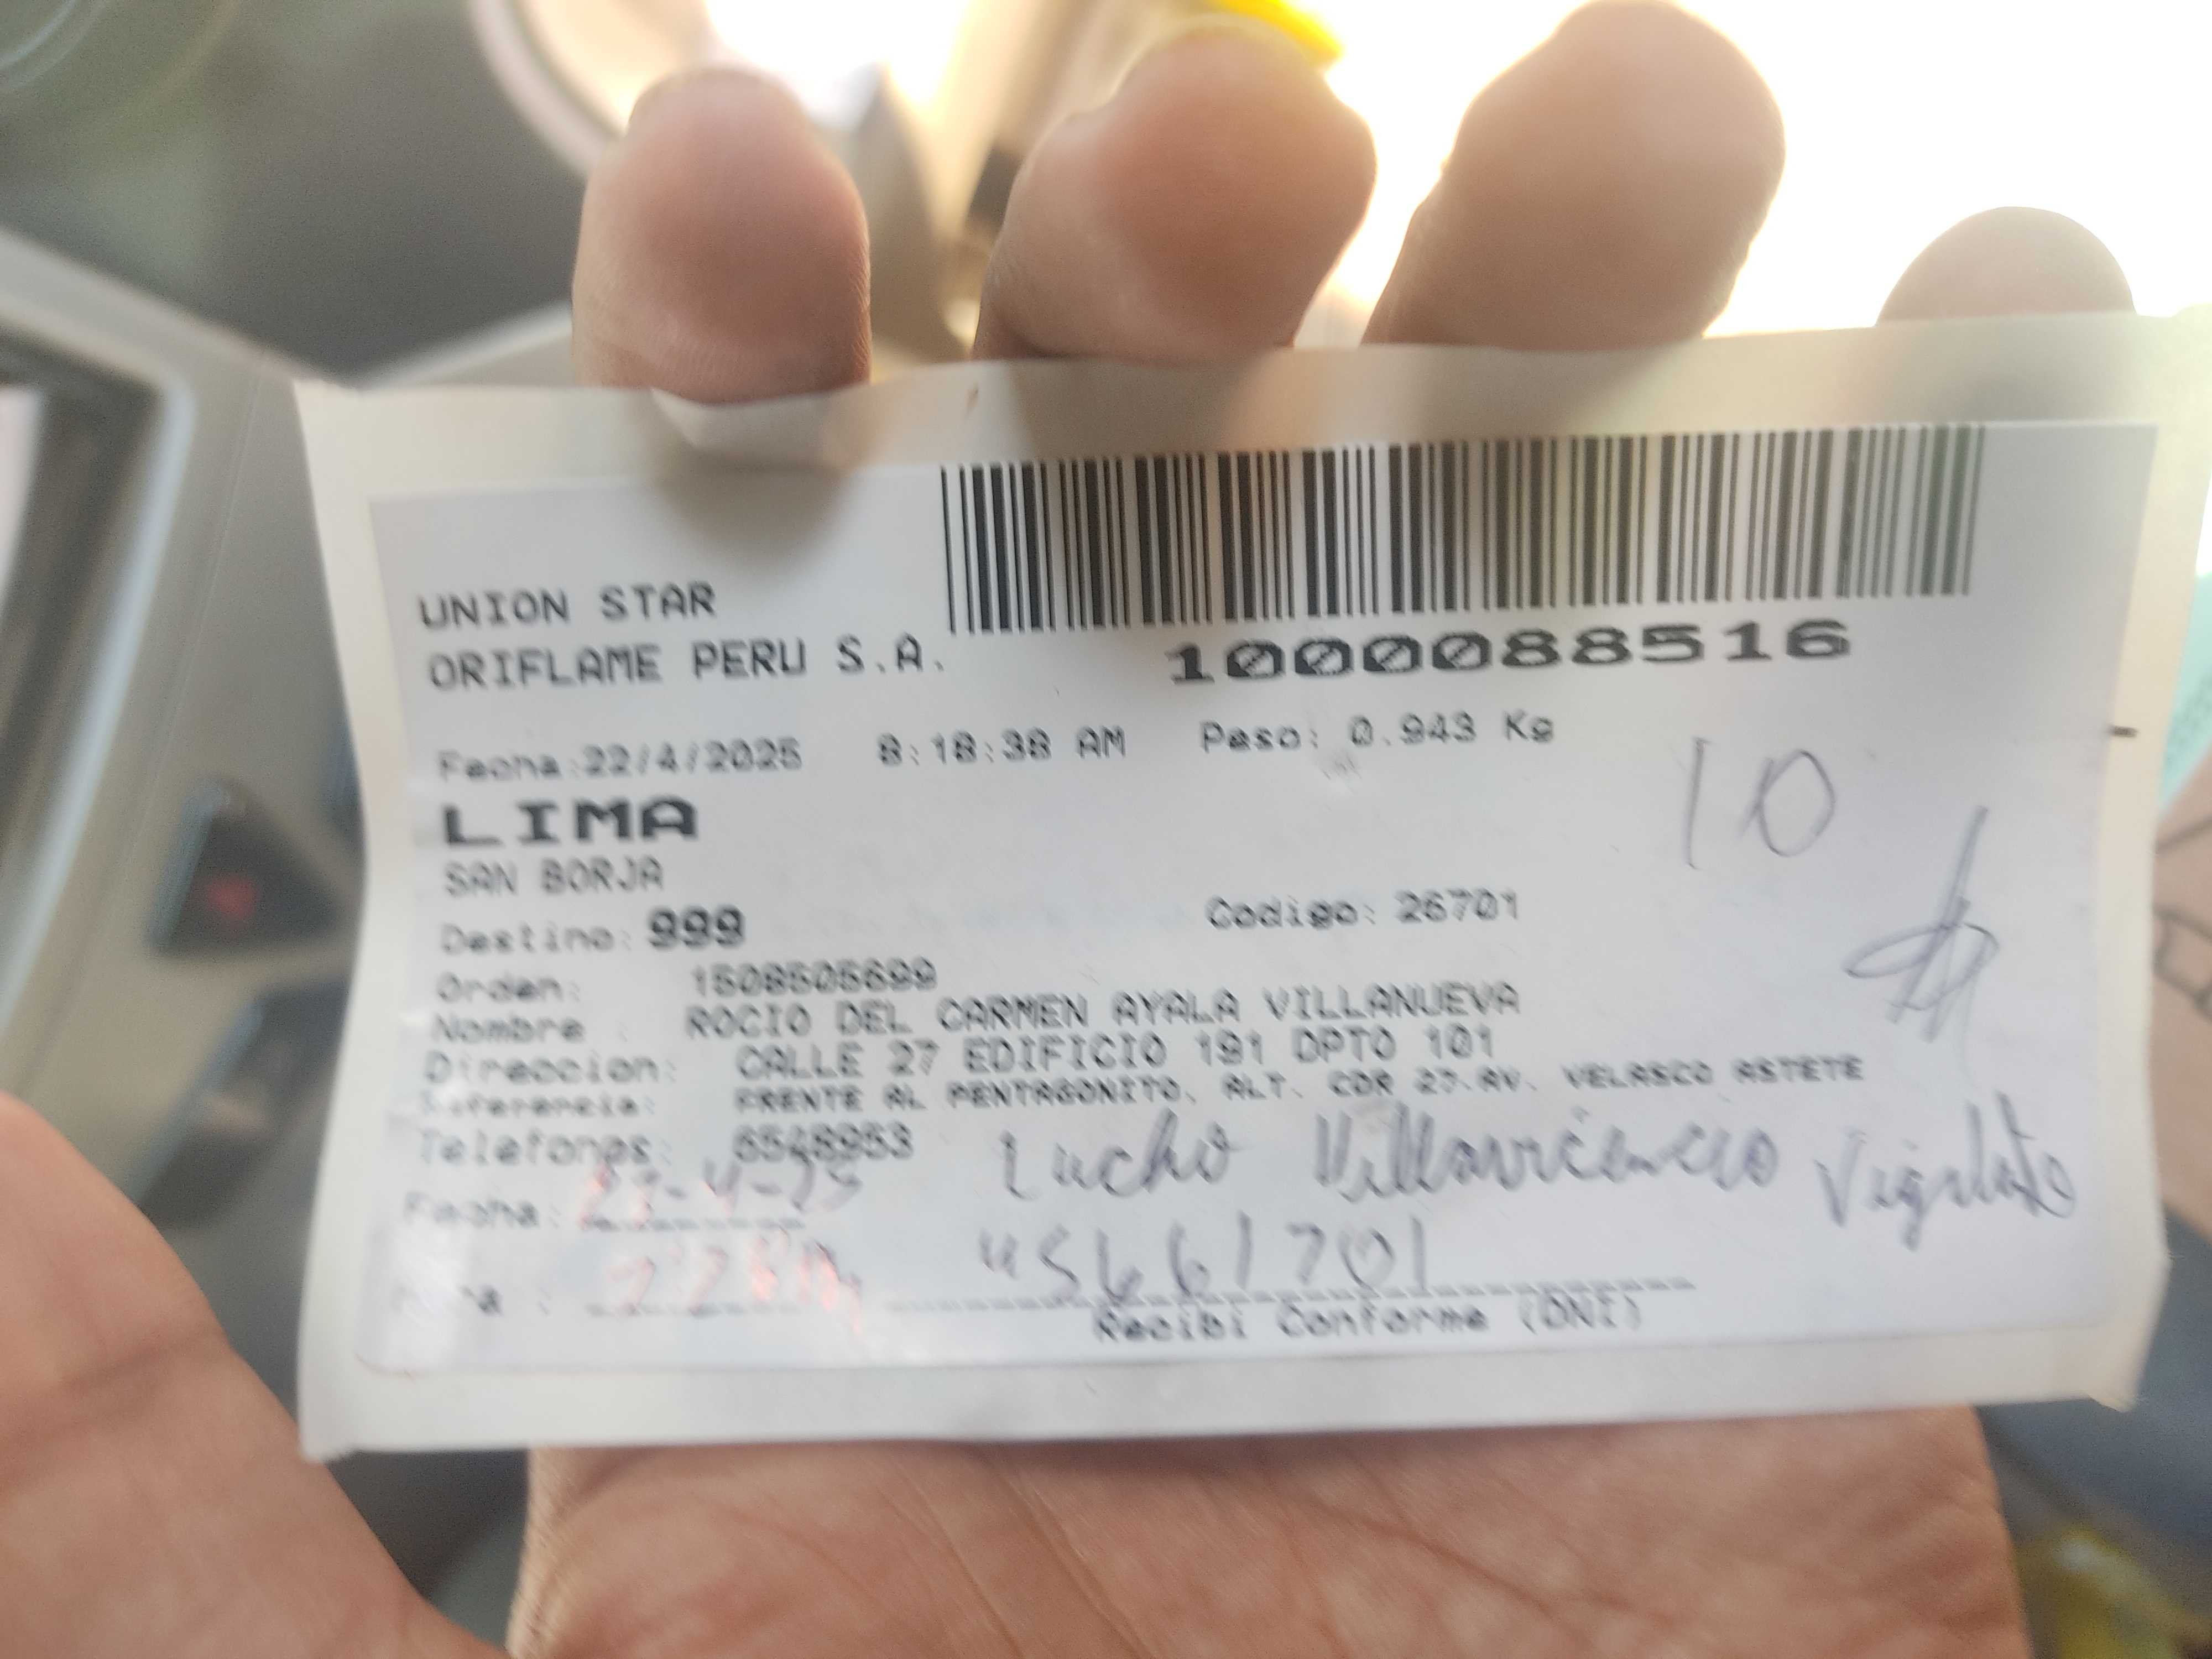 UNION STAR
ORIFLAME PERU S.A.
1000088516
Fecha:22/4/2025 8:18:38 AM Peso: 0.943 Kg
10
LIMA
SAN BORJA
Destino: 999 Codigo: 26701
Orden: 1508505699
Nombre : ROCIO DEL CARMEN AYALA VILLANUEVA
Direccion: CALLE 27 EDIFICIO 191 DPTO 101
Referencia: FRENTE AL PENTAGONITO, ALT. CDR 27.AV. VELASCO ASTETE
Telefonos: 6548953
Lucho Villavicencio Vigilante
Fecha:
Hora :
45661701
Recibi Conforme (DNI)